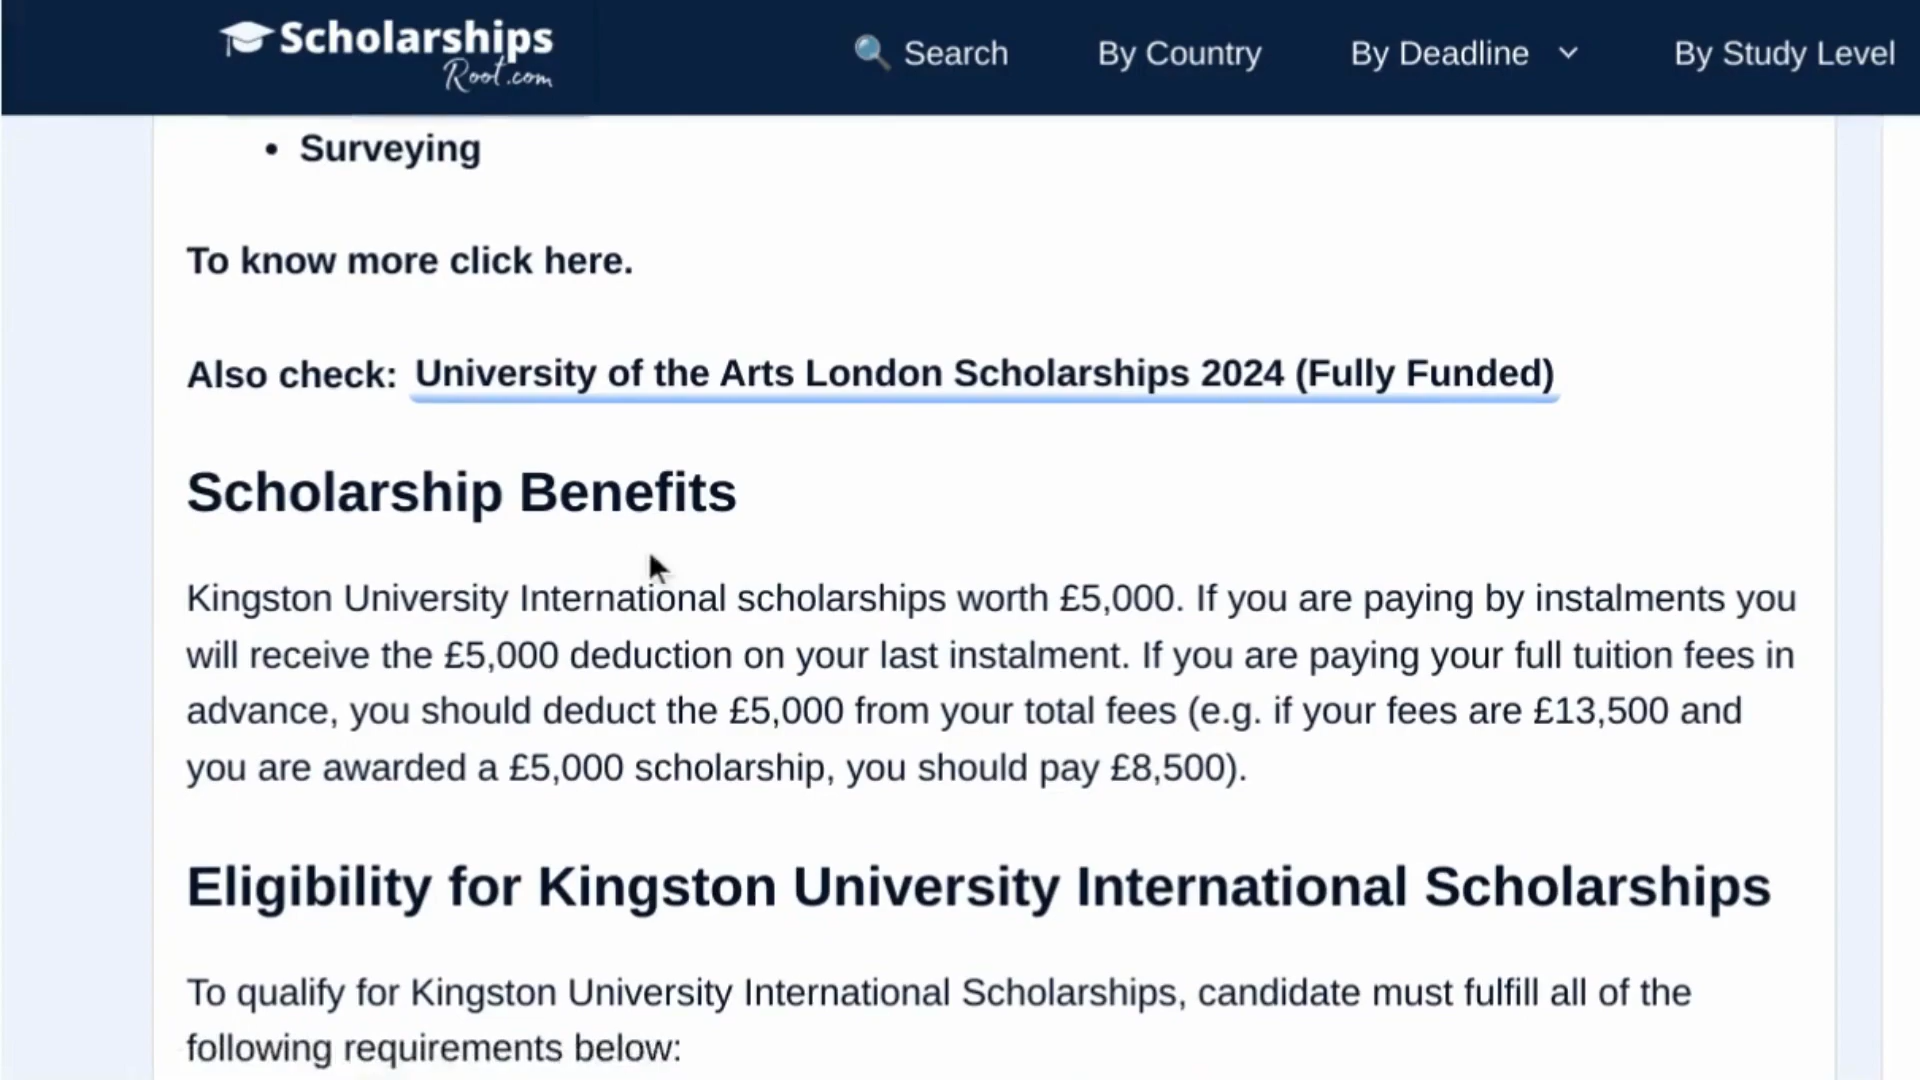 Scholarships
Root.com
Search By Country By Deadline By Study Level
• Surveying
To know more click here.
Also check: University of the Arts London Scholarships 2024 (Fully Funded)
Scholarship Benefits
Kingston University International scholarships worth £5,000. If you are paying by instalments you
will receive the £5,000 deduction on your last instalment. If you are paying your full tuition fees in
advance, you should deduct the £5,000 from your total fees (e.g. if your fees are £13,500 and
you are awarded a £5,000 scholarship, you should pay £8,500).
Eligibility for Kingston University International Scholarships
To qualify for Kingston University International Scholarships, candidate must fulfill all of the
following requirements below: